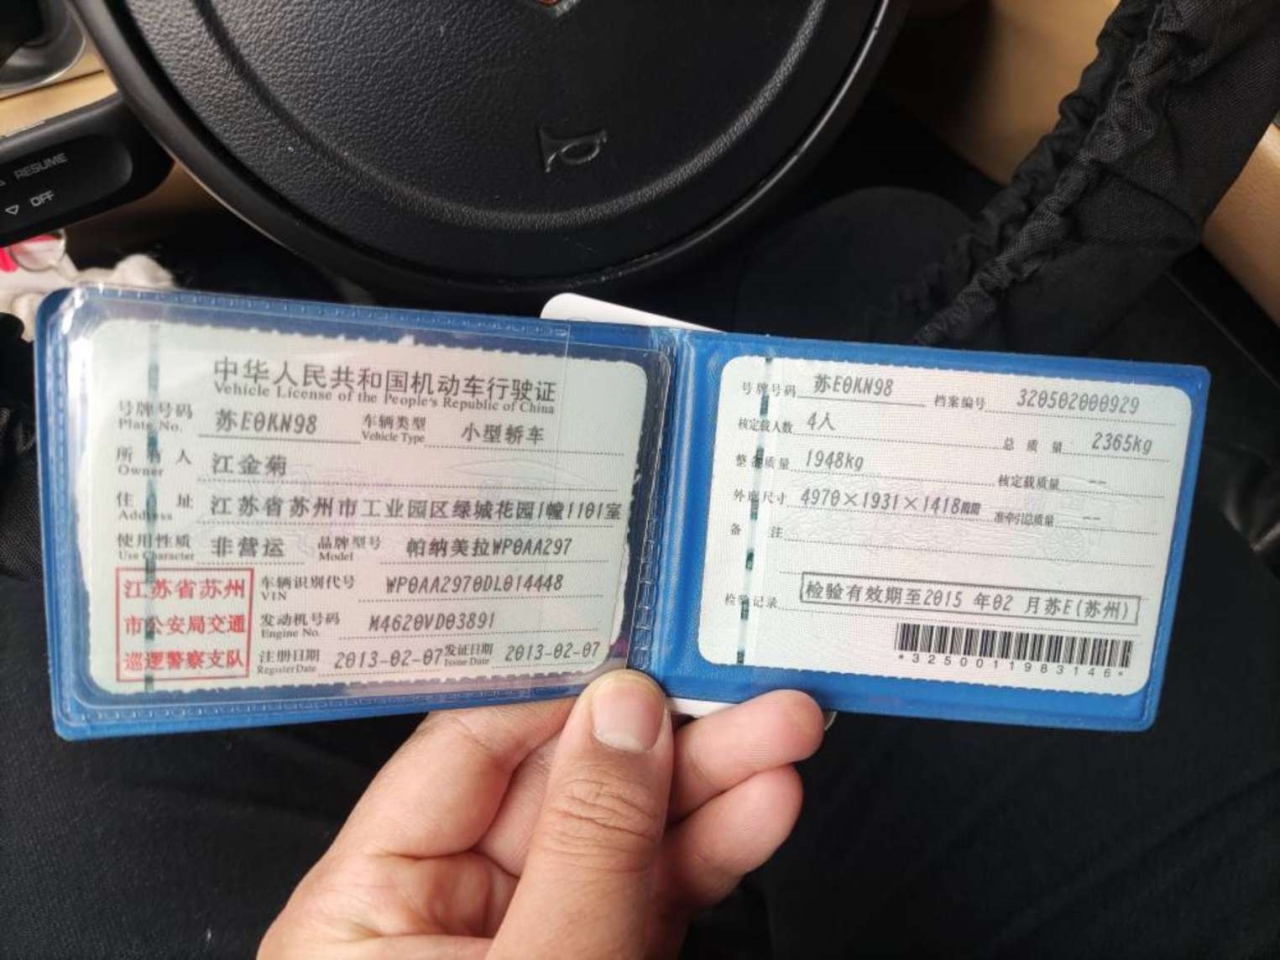 RESUME
OFF
中华人民共和国机动车行驶证
Vehicle License of the People's Republic of China
号牌号码 苏E0KN98 车辆类型 小型轿车
Plate No. Vehicle Type
所有人 江金菊
Owner
住址 江苏省苏州市工业园区绿城花园1幢1101室
Address
使用性质 非营运 品牌型号 帕纳美拉WP0AA297
Use Character Model
江苏省苏州
市公安局交通
巡逻警察支队
车辆识别代号 WP0AA2970DL014448
VIN
发动机号码 M4620VD03891
Engine No.
注册日期 2013-02-07 发证日期 2013-02-07
Register Date Issue Date
号牌号码 苏E0KN98 档案编号 320502000929
核定载人数 4人 总质量 2365kg
整备质量 1948kg 核定载质量 --
外廓尺寸 4970×1931×1418mm 准牵引总质量 --
备注
检验记录 检验有效期至2015 年02 月苏E(苏州)
*3250011983146*